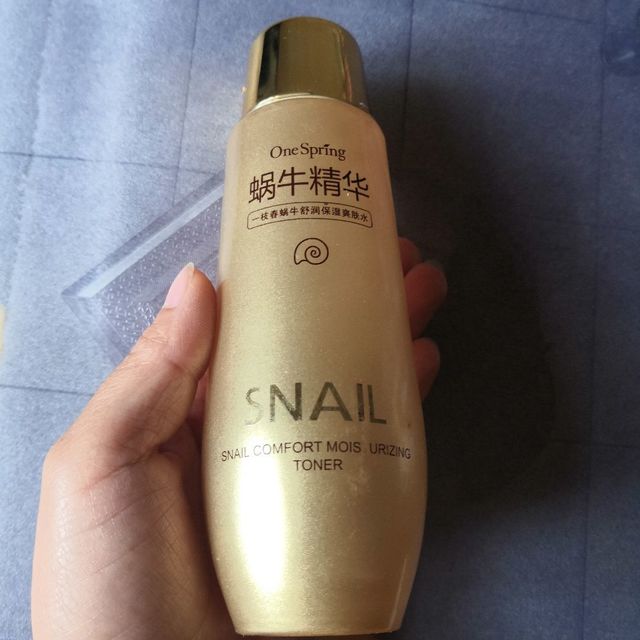 One Spring
蜗牛精华
一枝春蜗牛舒润保湿爽肤水
SNAIL
SNAIL COMFORT MOIS URIZING
TONER